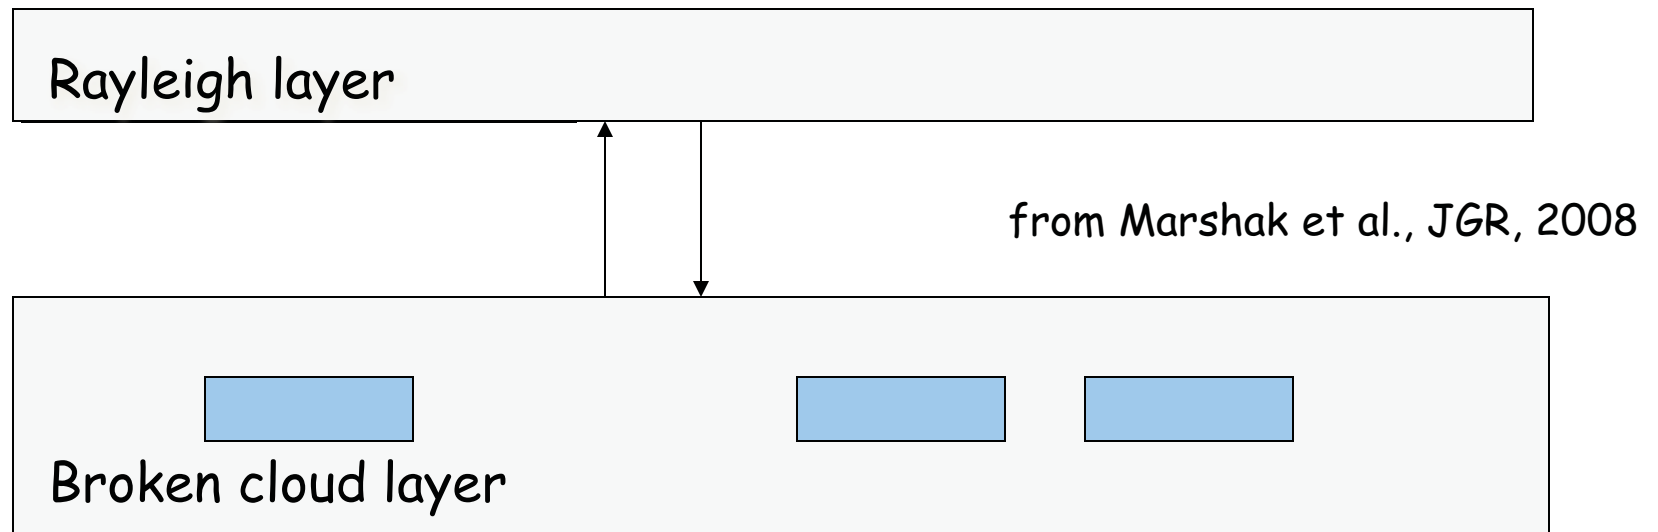 Rayleigh layer
from Marshak et al., JGR, 2008
Broken cloud layer